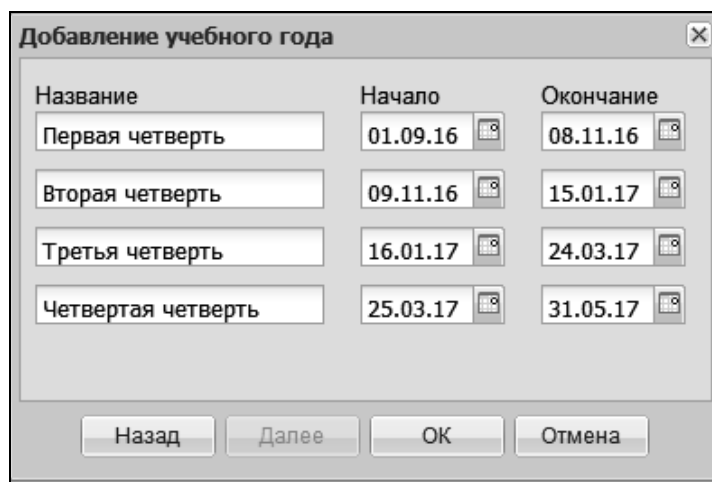 Добавление учебного года
Название Начало Окончание
Первая четверть 01.09.16 08.11.16
Вторая четверть 09.11.16 15.01.17
Третья четверть 16.01.17 24.03.17
Четвертая четверть 25.03.17 31.05.17
Назад Далее ОК Отмена